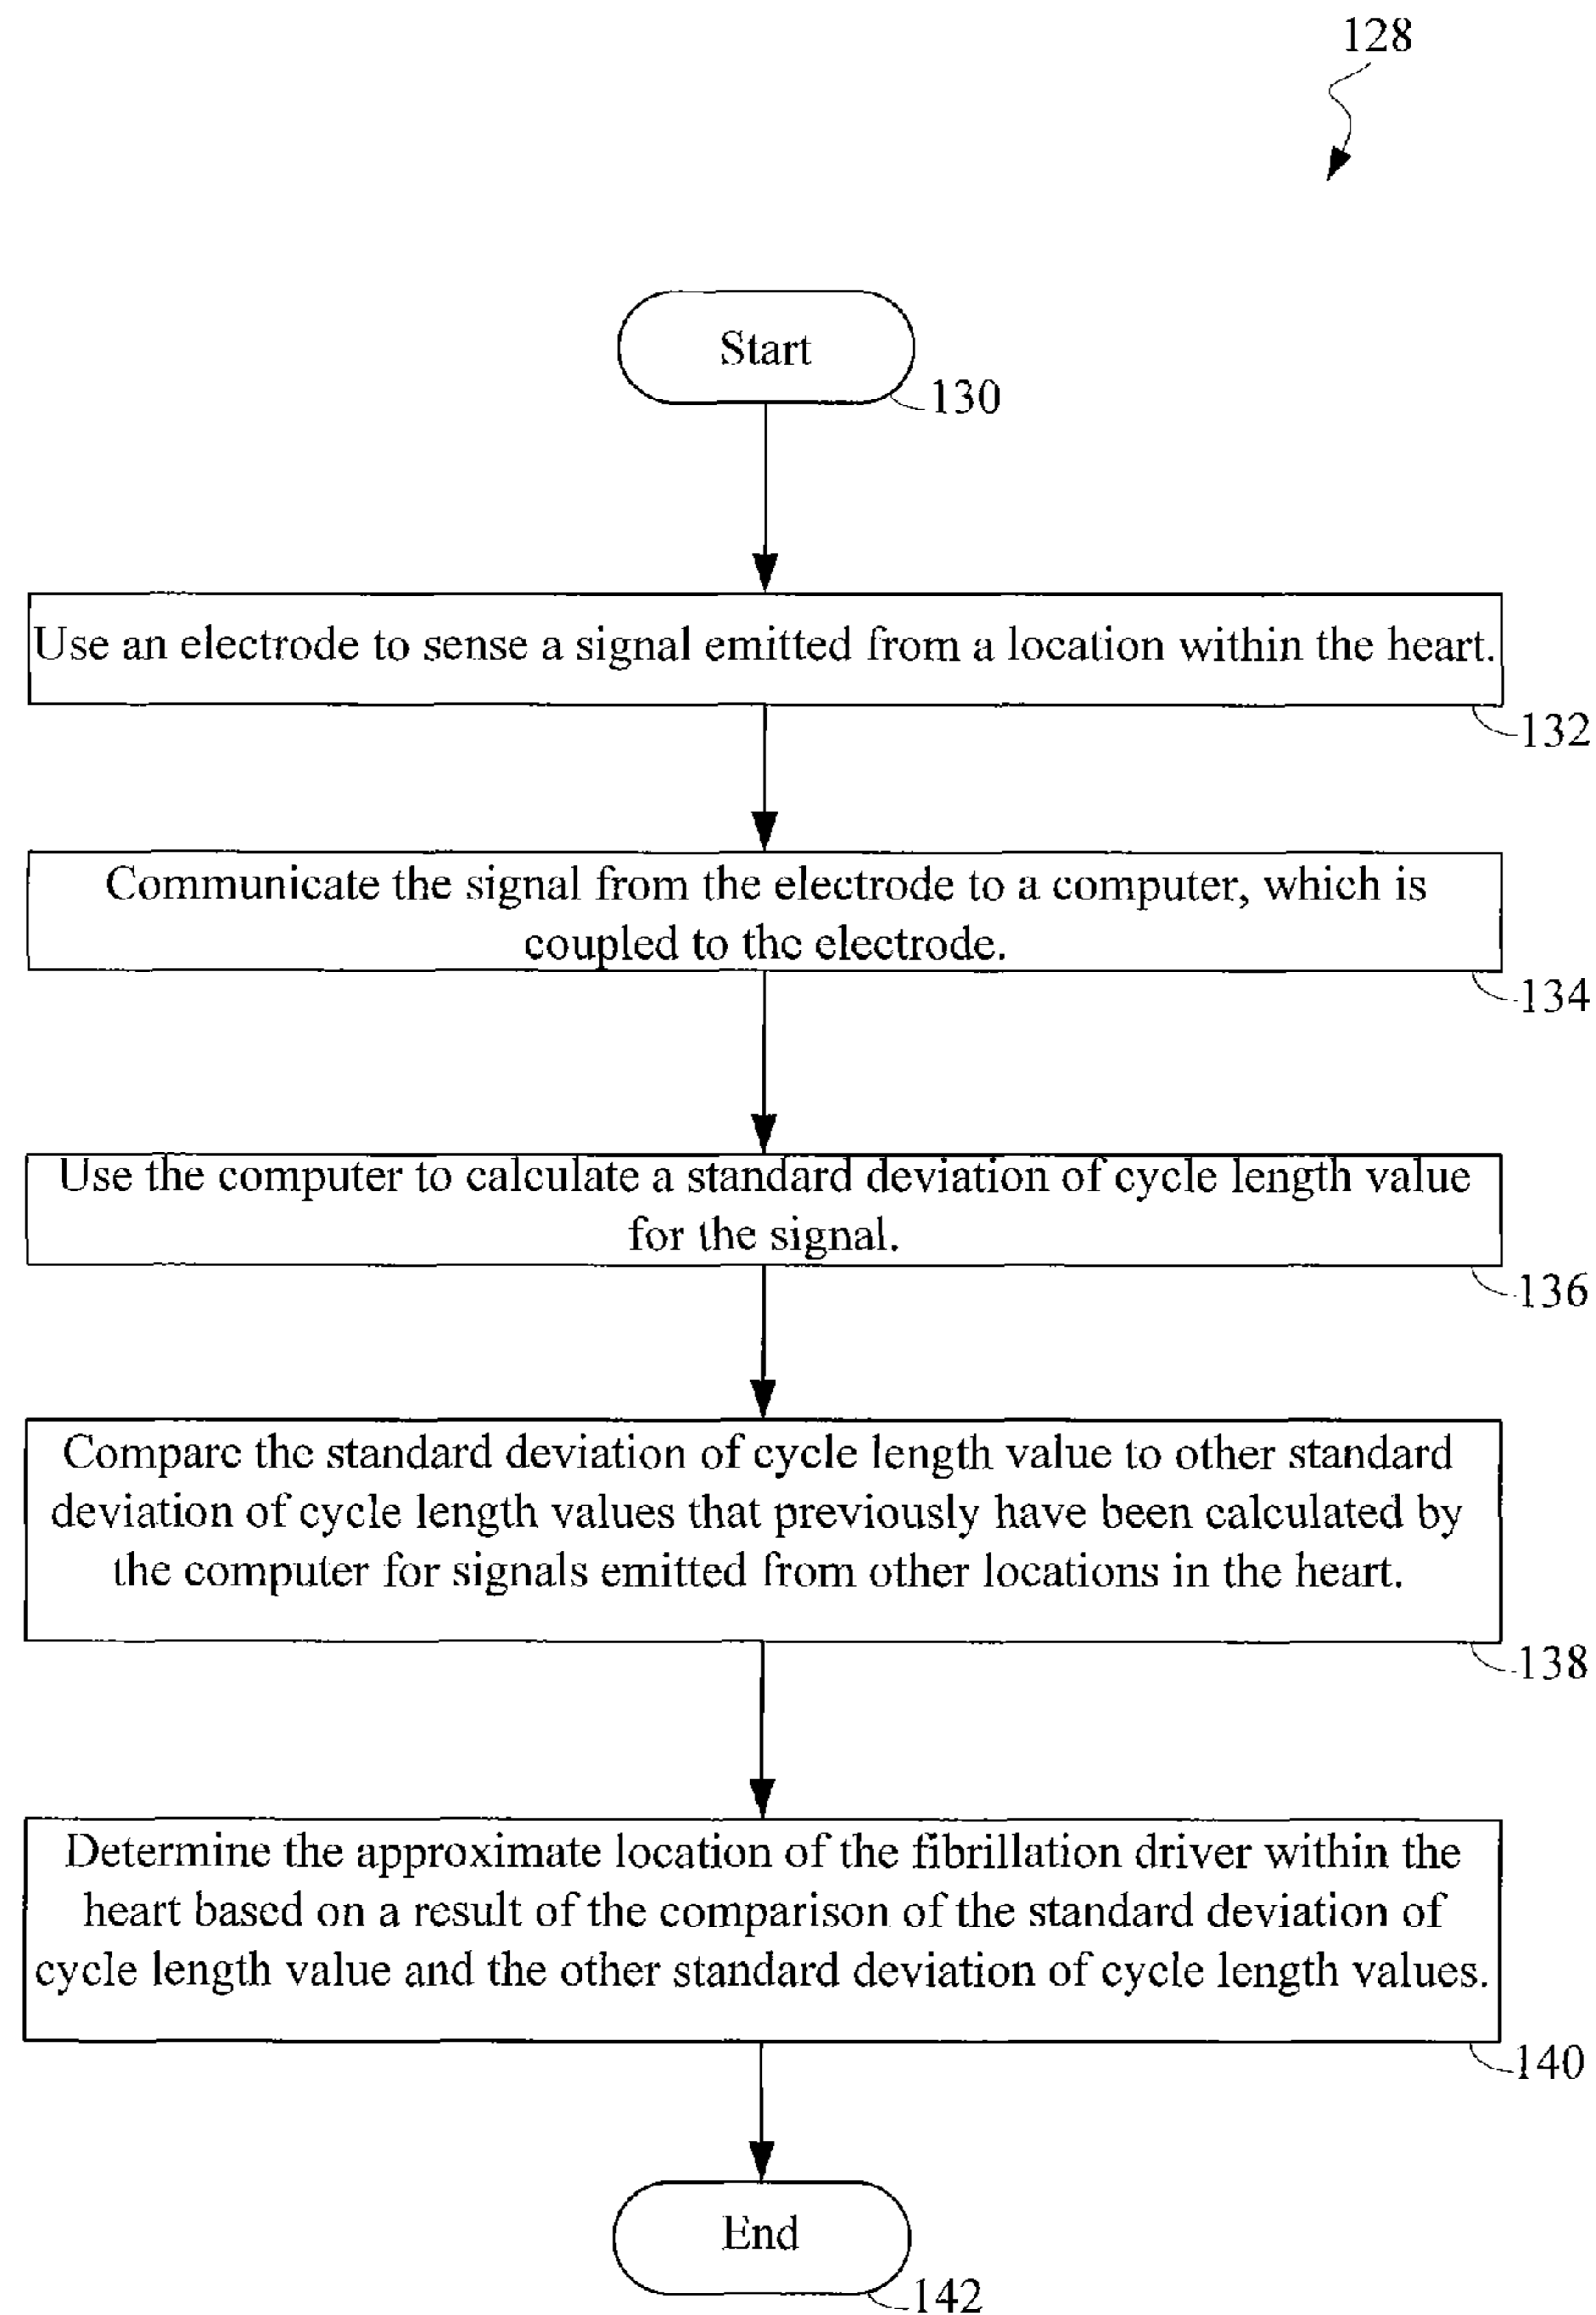 128
Start
130
Use an electrode to sense a signal emitted from a location within the heart.
132
Communicate the signal from the electrode to a computer, which is
coupled to the electrode.
134
Use the computer to calculate a standard deviation of cycle length value
for the signal.
136
Compare the standard deviation of cycle length value to other standard
deviation of cycle length values that previously have been calculated by
the computer for signals emitted from other locations in the heart.
138
Determine the approximate location of the fibrillation driver within the
heart based on a result of the comparison of the standard deviation of
cycle length value and the other standard deviation of cycle length values.
140
End
142